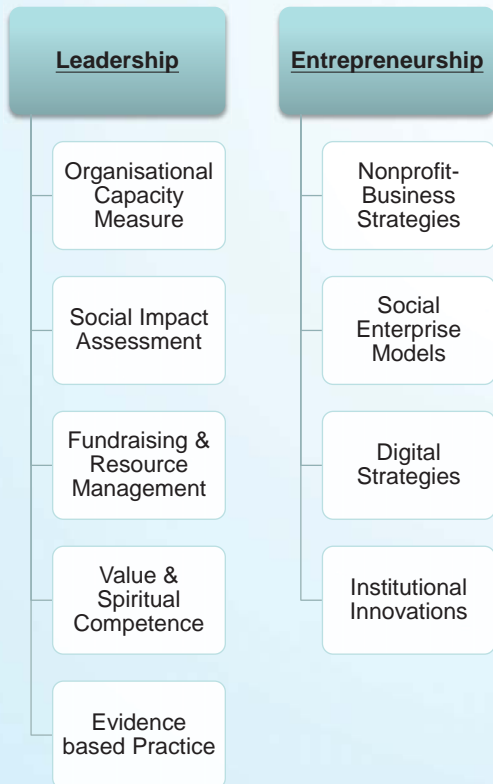 Leadership
Organisational
Capacity
Measure
Social Impact
Assessment
Fundraising &
Resource
Management
Value &
Spiritual
Competence
Evidence
based Practice
Entrepreneurship
Nonprofit-
Business
Strategies
Social
Enterprise
Models
Digital
Strategies
Institutional
Innovations